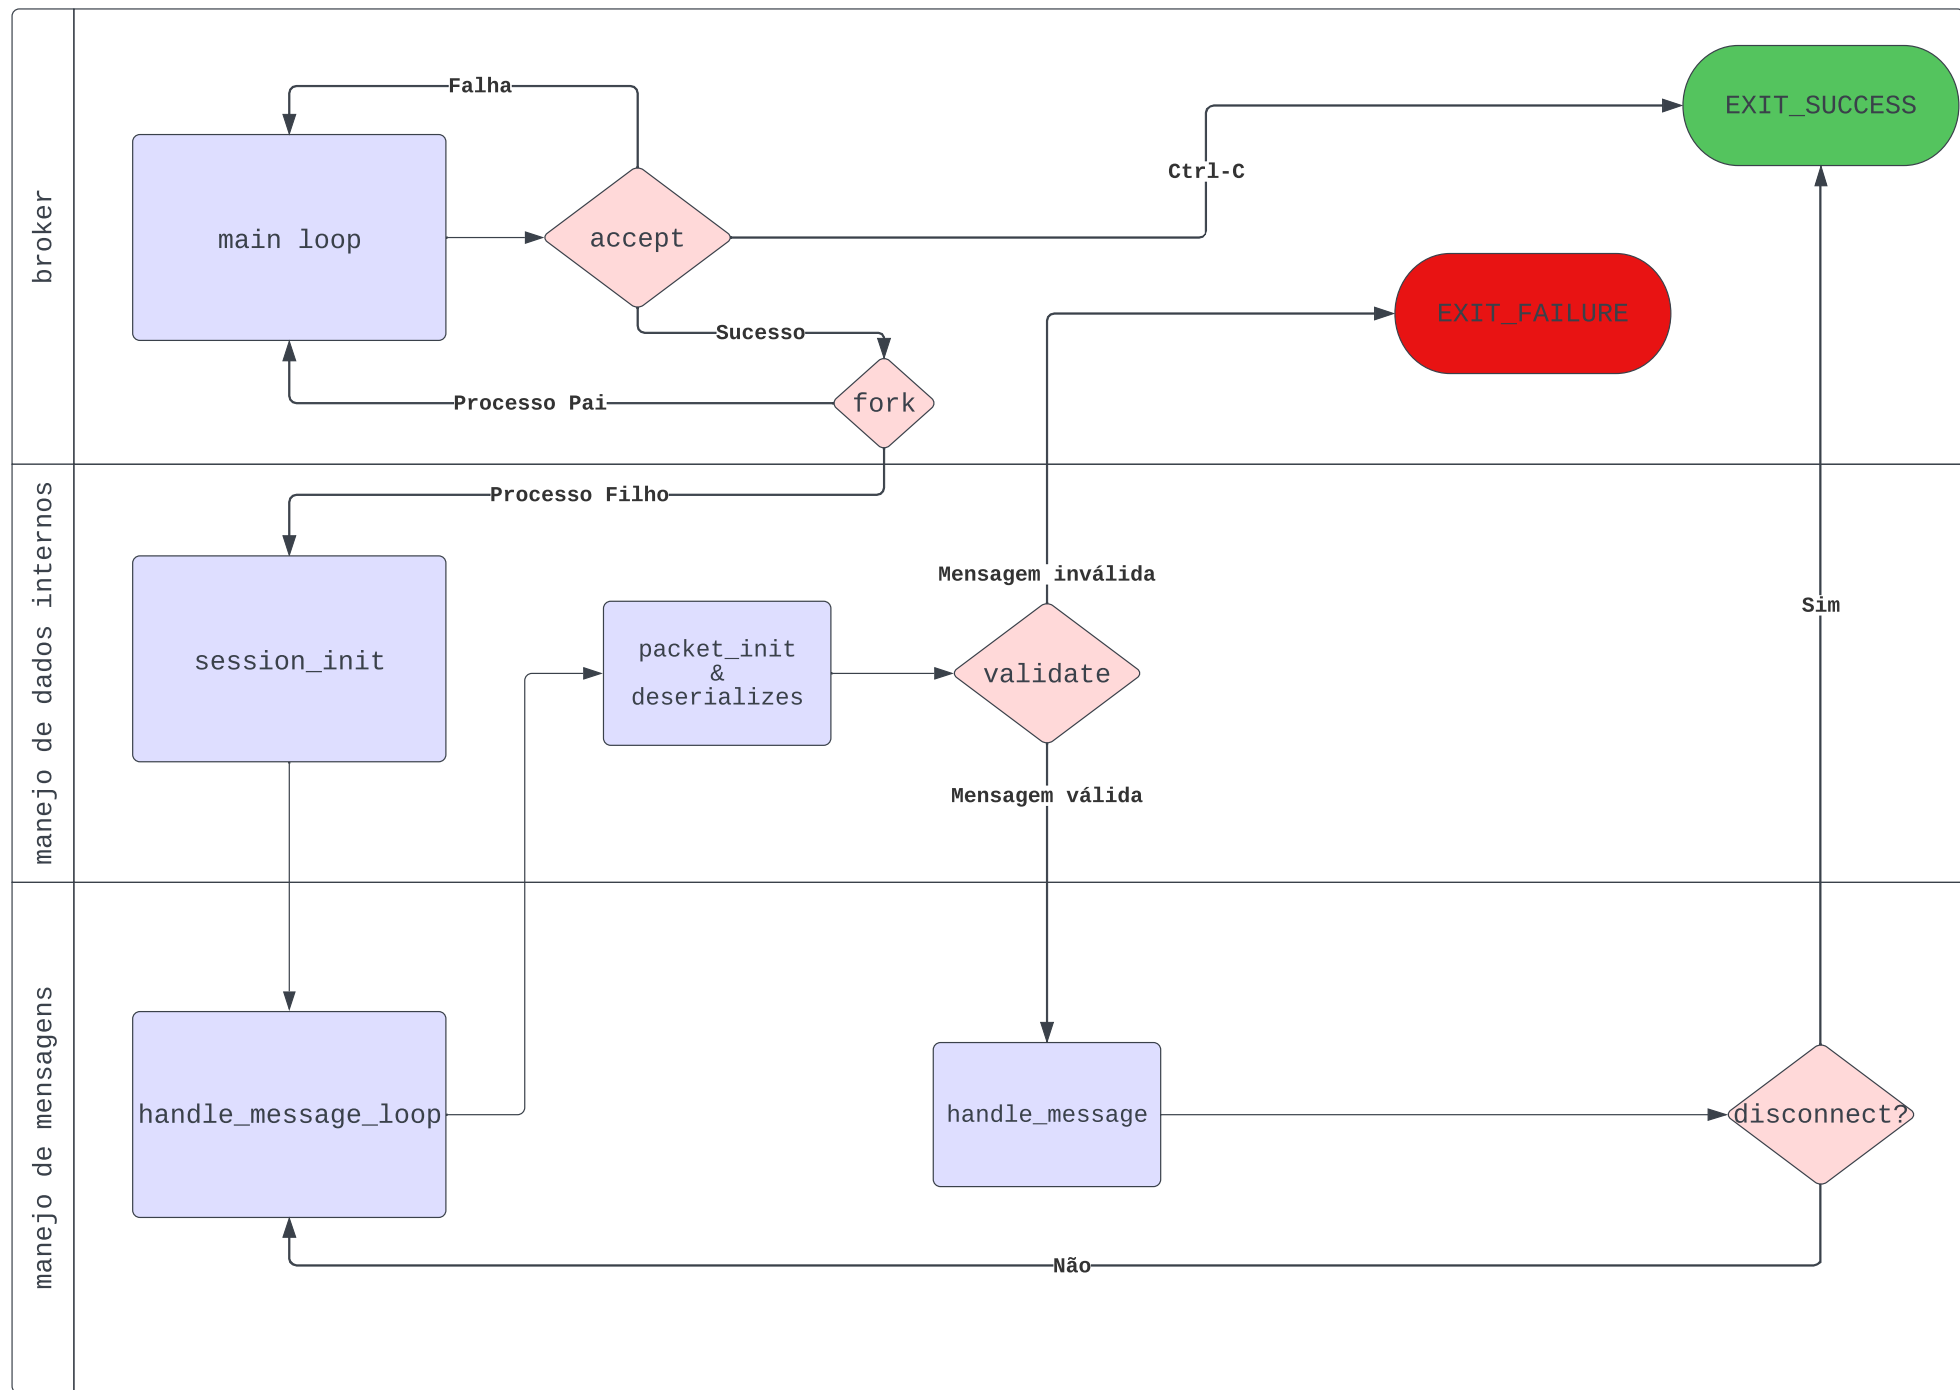 broker
Falha
EXIT_SUCCESS
Ctrl-C
main loop
accept
EXIT_FAILURE
Sucesso
Processo Pai
fork
manejo de dados internos
Processo Filho
Mensagem inválida
Sim
session_init
packet_init
&
deserializes
validate
Mensagem válida
manejo de mensagens
handle_message_loop
handle_message
disconnect?
Não